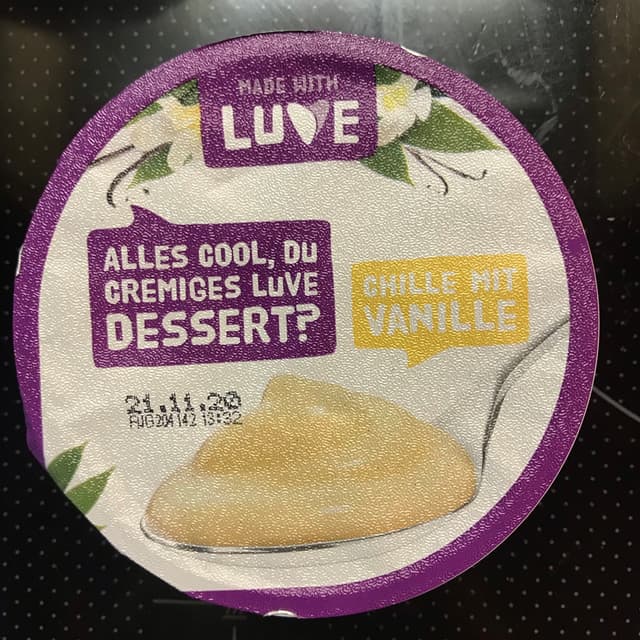 MADE WITH
LUVE
ALLES COOL, DU
CREMIGES LUVE
DESSERT?
CHILLE MIT
VANILLE
21.11.20